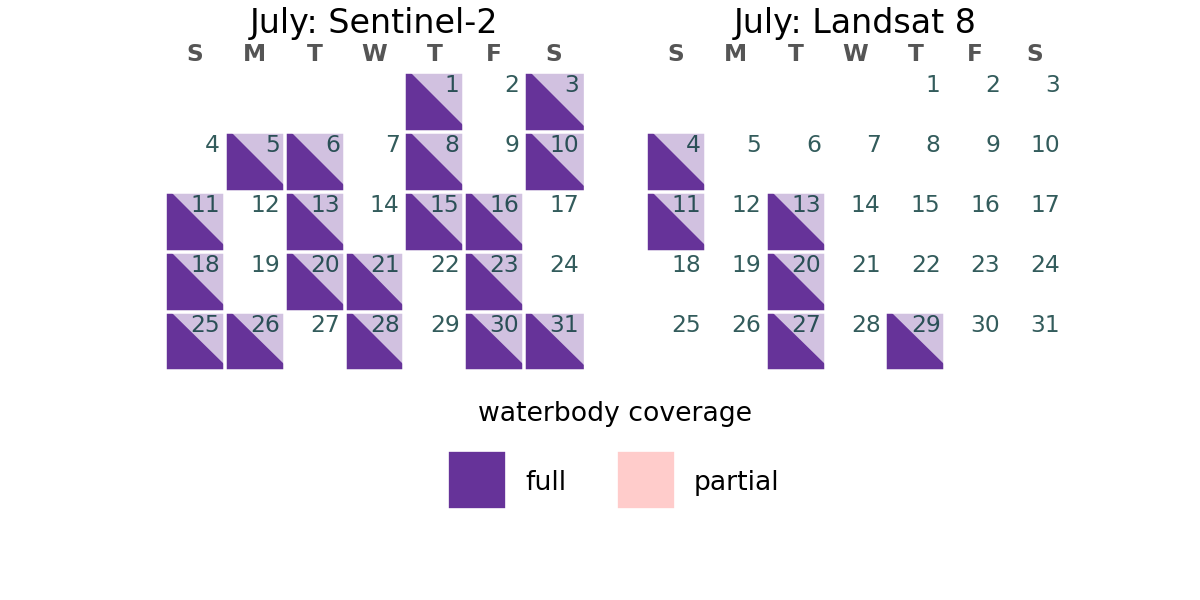 July: Sentinel-2
S M T W T F S
1 2 3
4 5 6 7 8 9 10
11 12 13 14 15 16 17
18 19 20 21 22 23 24
25 26 27 28 29 30 31
July: Landsat 8
S M T W T F S
1 2 3
4 5 6 7 8 9 10
11 12 13 14 15 16 17
18 19 20 21 22 23 24
25 26 27 28 29 30 31
waterbody coverage
full
partial